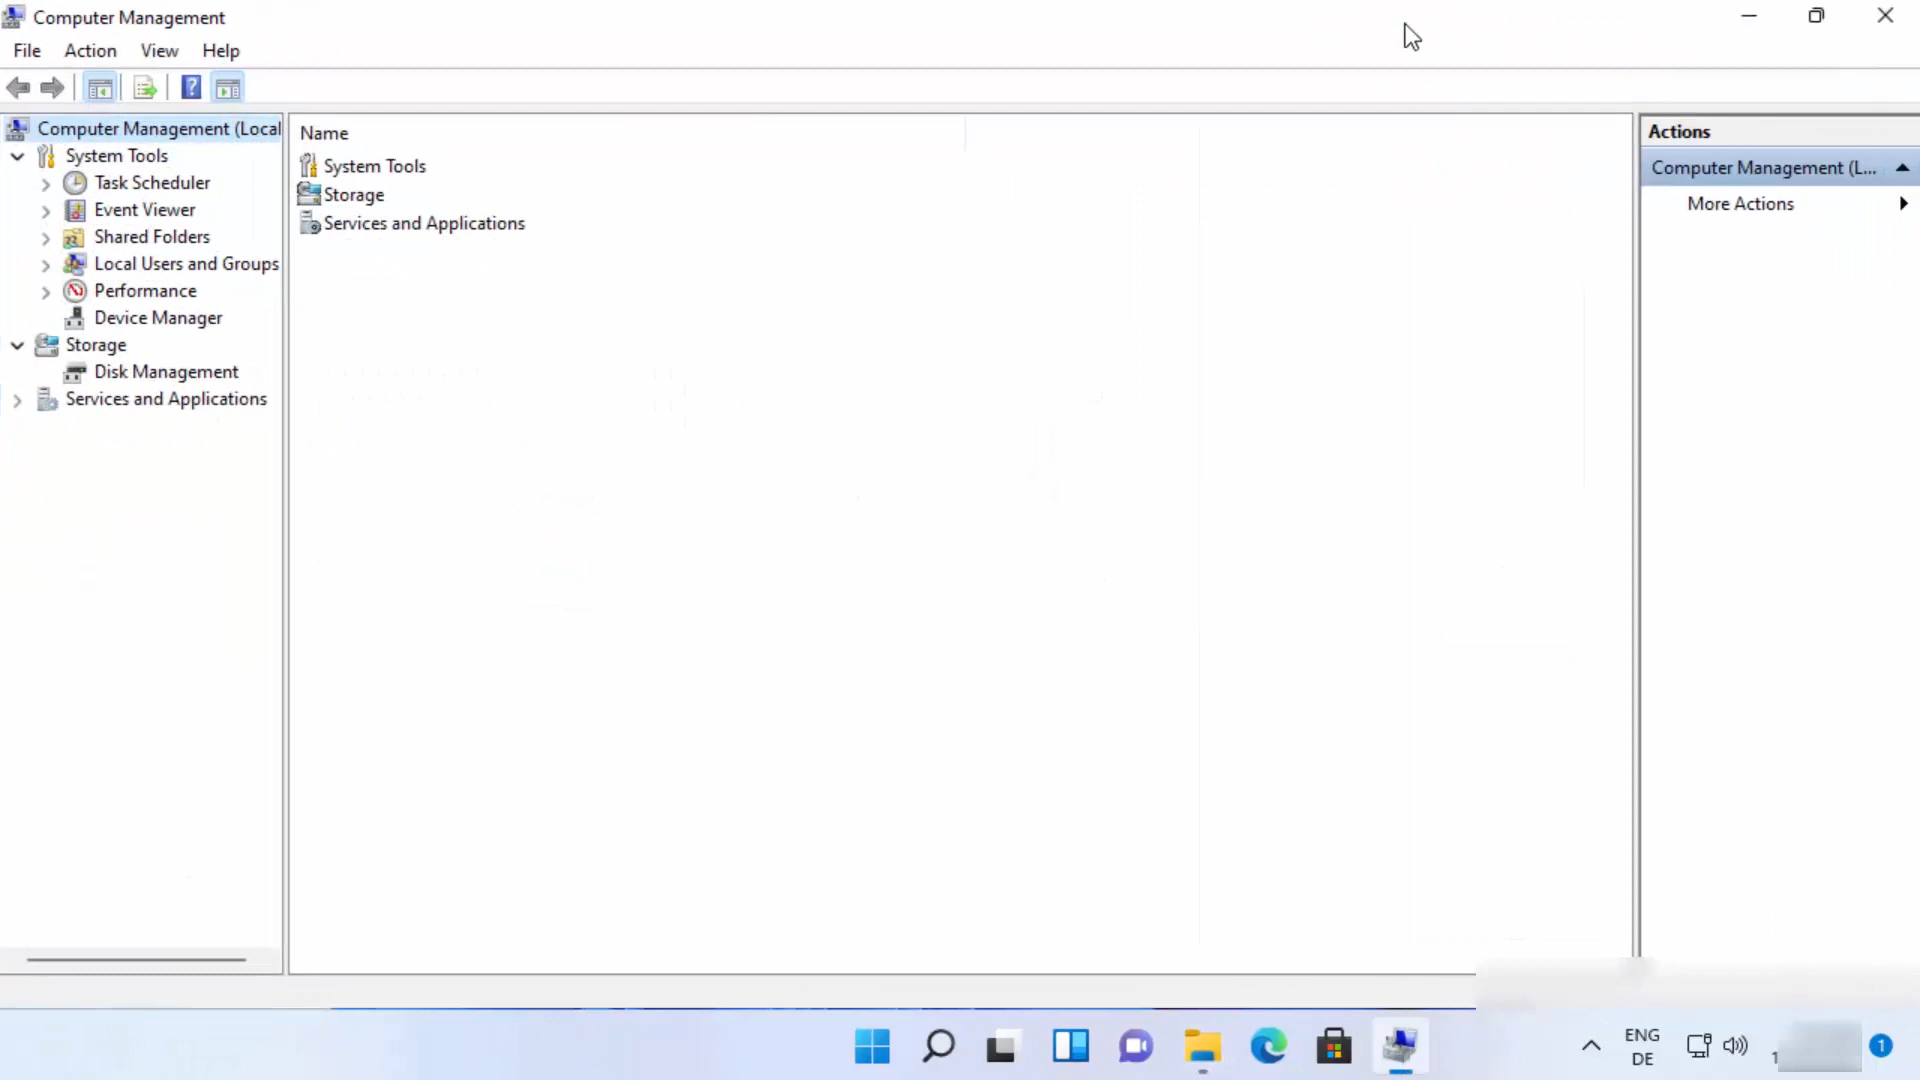 Computer Management
File Action View Help
Computer Management (Local
System Tools
Task Scheduler
Event Viewer
Shared Folders
Local Users and Groups
Performance
Device Manager
Storage
Disk Management
Services and Applications
Name
System Tools
Storage
Services and Applications
Actions
Computer Management (L...
More Actions
ENG
DE
1
1